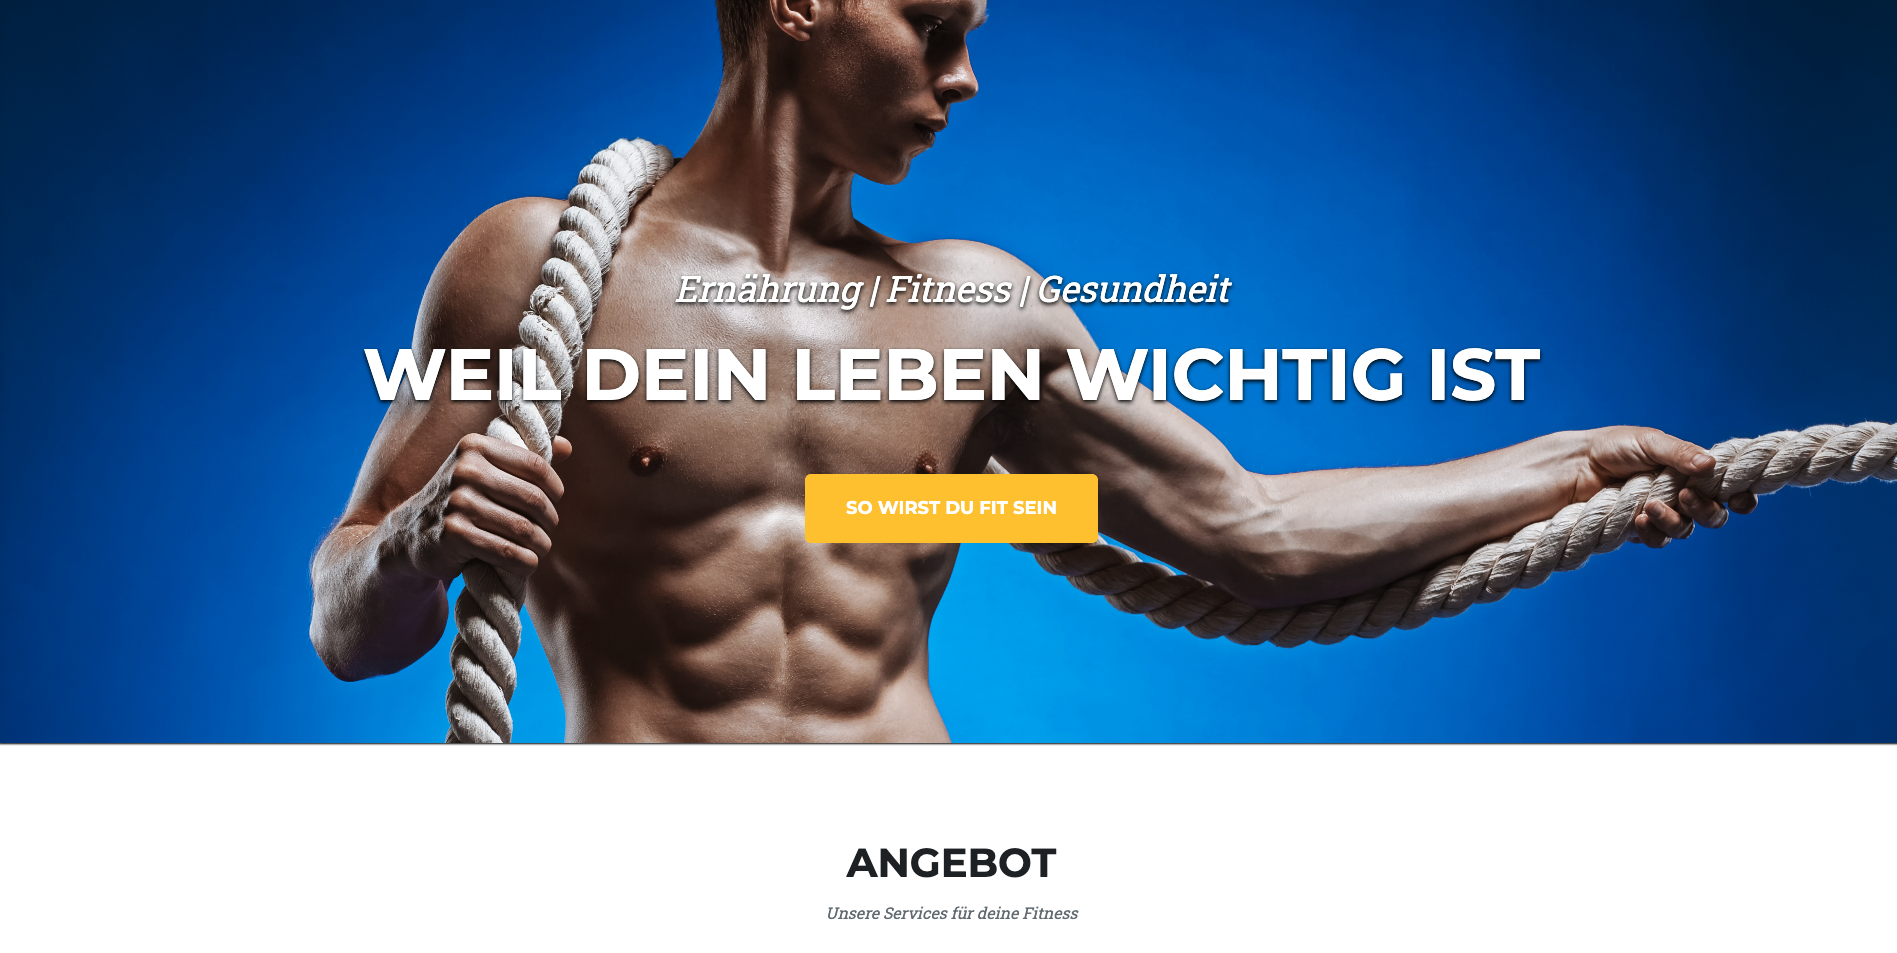 Ernährung | Fitness | Gesundheit
WEIL DEIN LEBEN WICHTIG IST
SO WIRST DU FIT SEIN
ANGEBOT
Unsere Services für deine Fitness